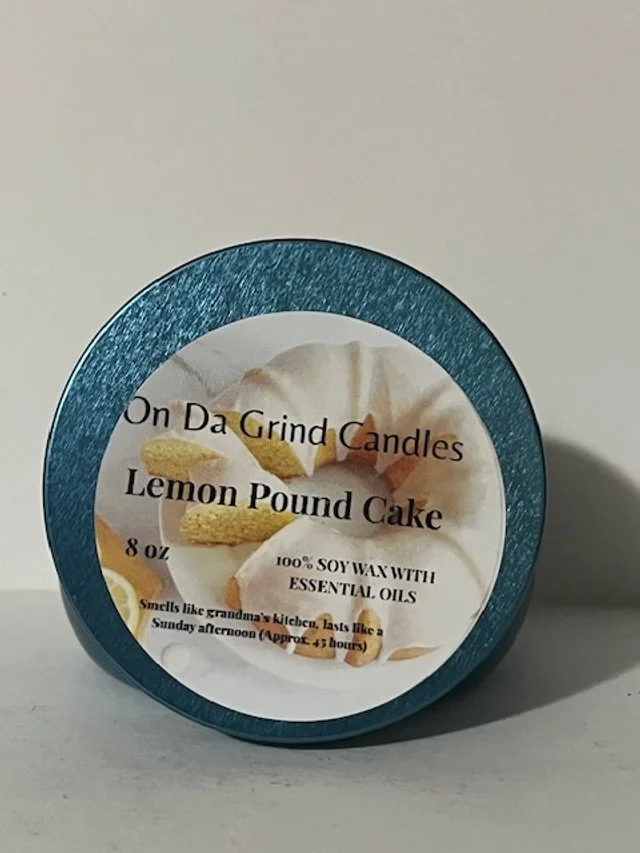 On Da Grind Candles
Lemon Pound Cake
8 oz
100% SOY WAX WITH
ESSENTIAL OILS
Smells like grandma's kitchen, lasts like a
Sunday afternoon (Approx. 45 hours)